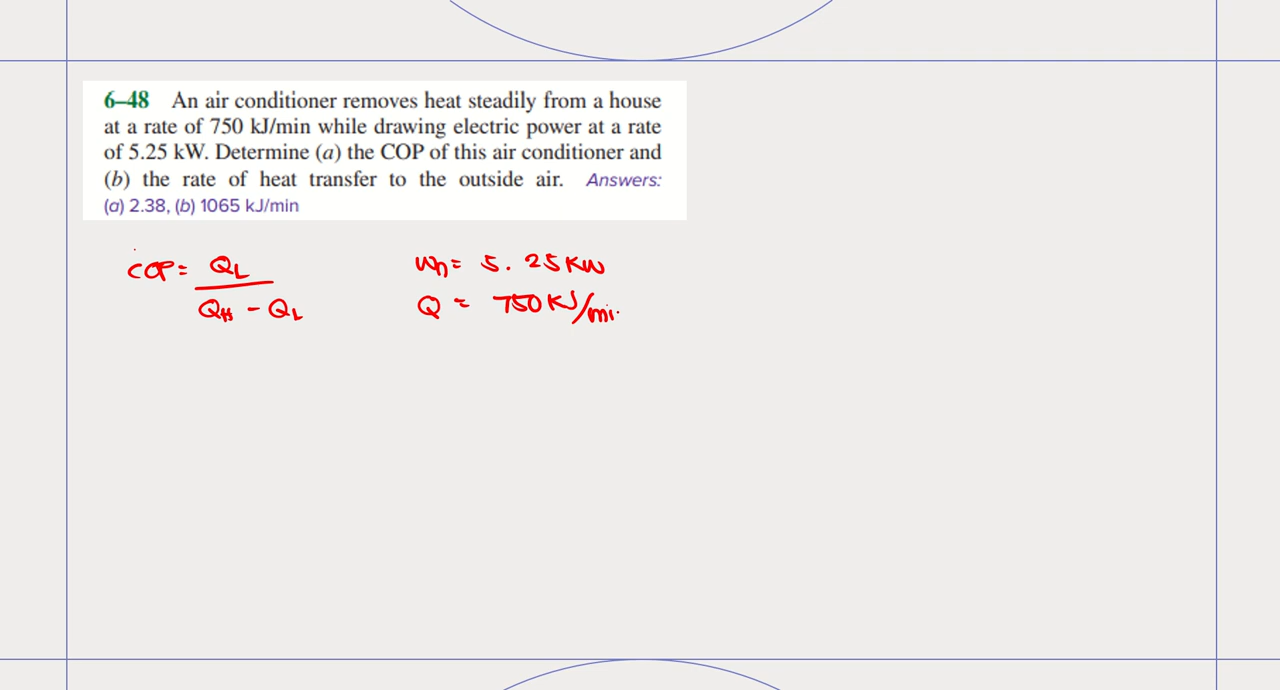 6–48 An air conditioner removes heat steadily from a house
at a rate of 750 kJ/min while drawing electric power at a rate
of 5.25 kW. Determine (a) the COP of this air conditioner and
(b) the rate of heat transfer to the outside air. Answers:
(a) 2.38, (b) 1065 kJ/min
COP = QL
QH - QL
Wn = 5.25 KW
Q = 750 KJ/mi.